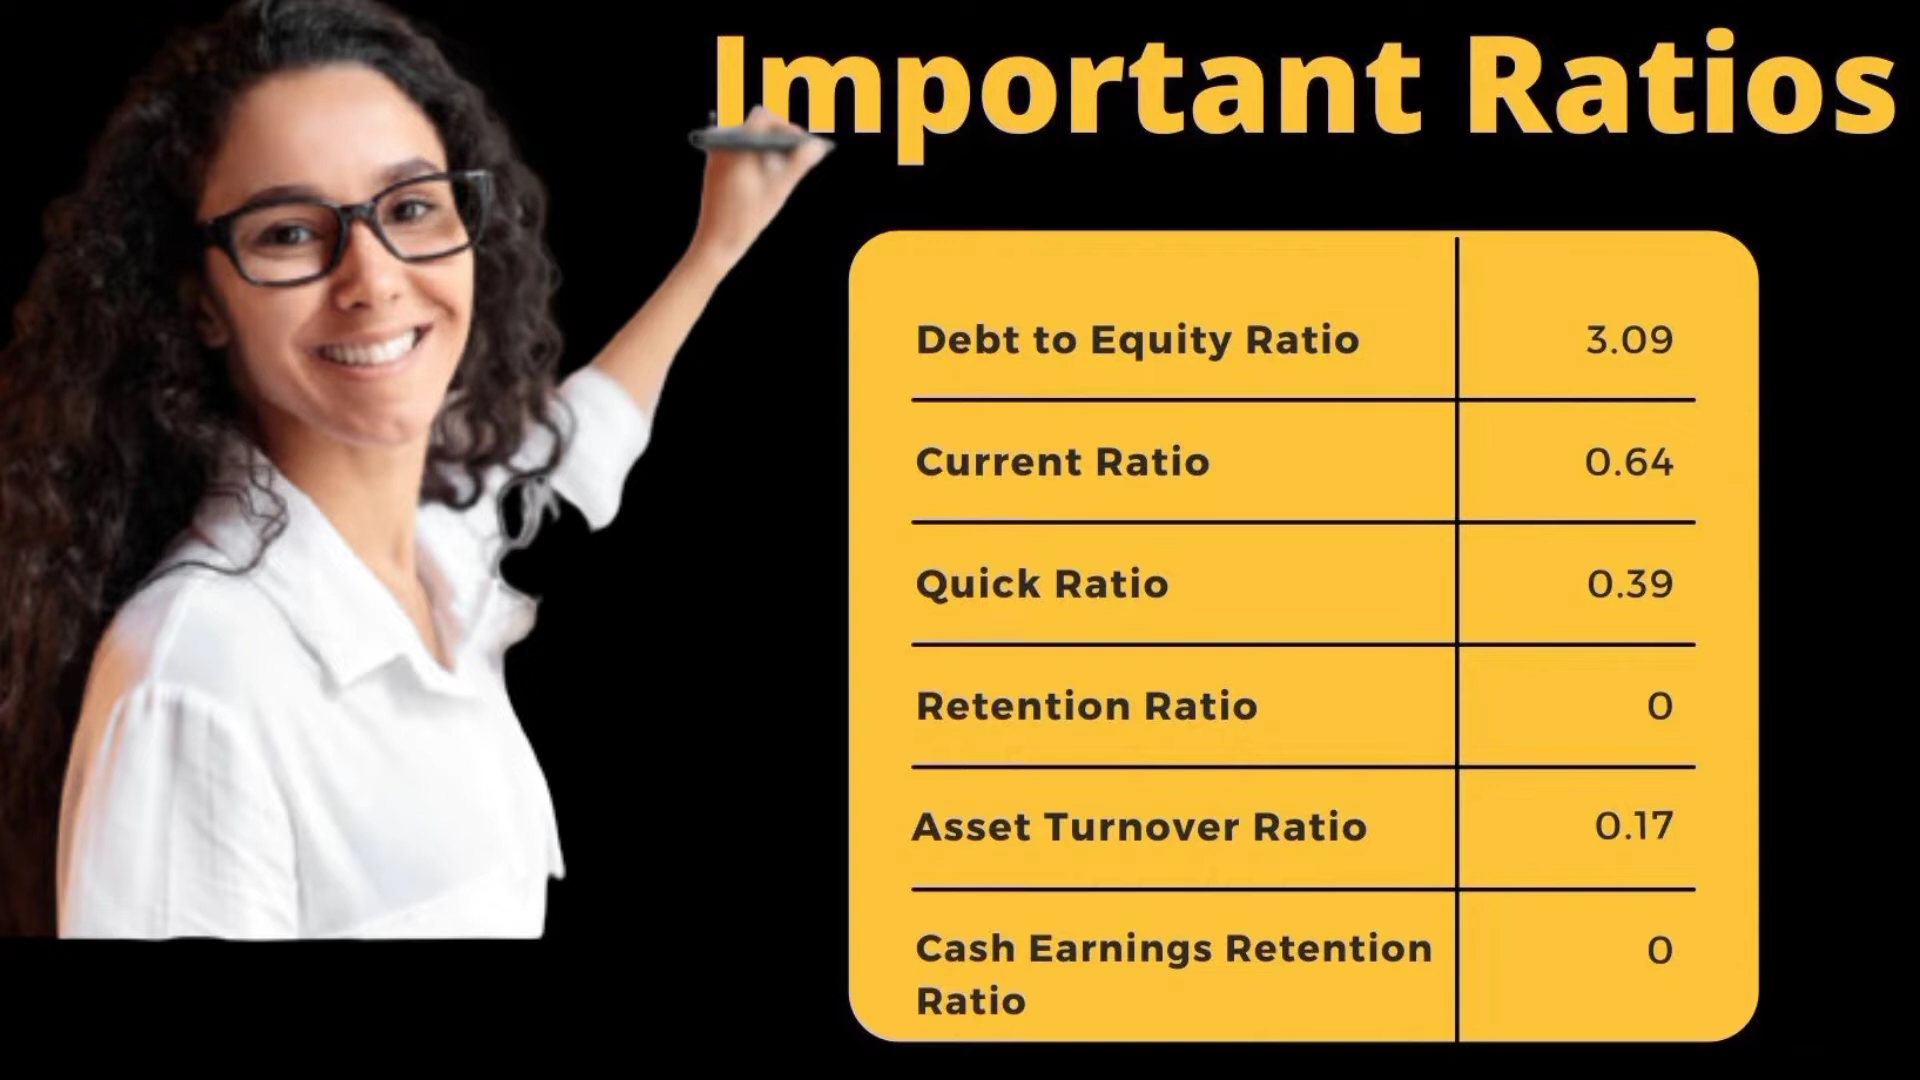 Important Ratios
Debt to Equity Ratio 3.09
Current Ratio 0.64
Quick Ratio 0.39
Retention Ratio 0
Asset Turnover Ratio 0.17
Cash Earnings Retention 0
Ratio